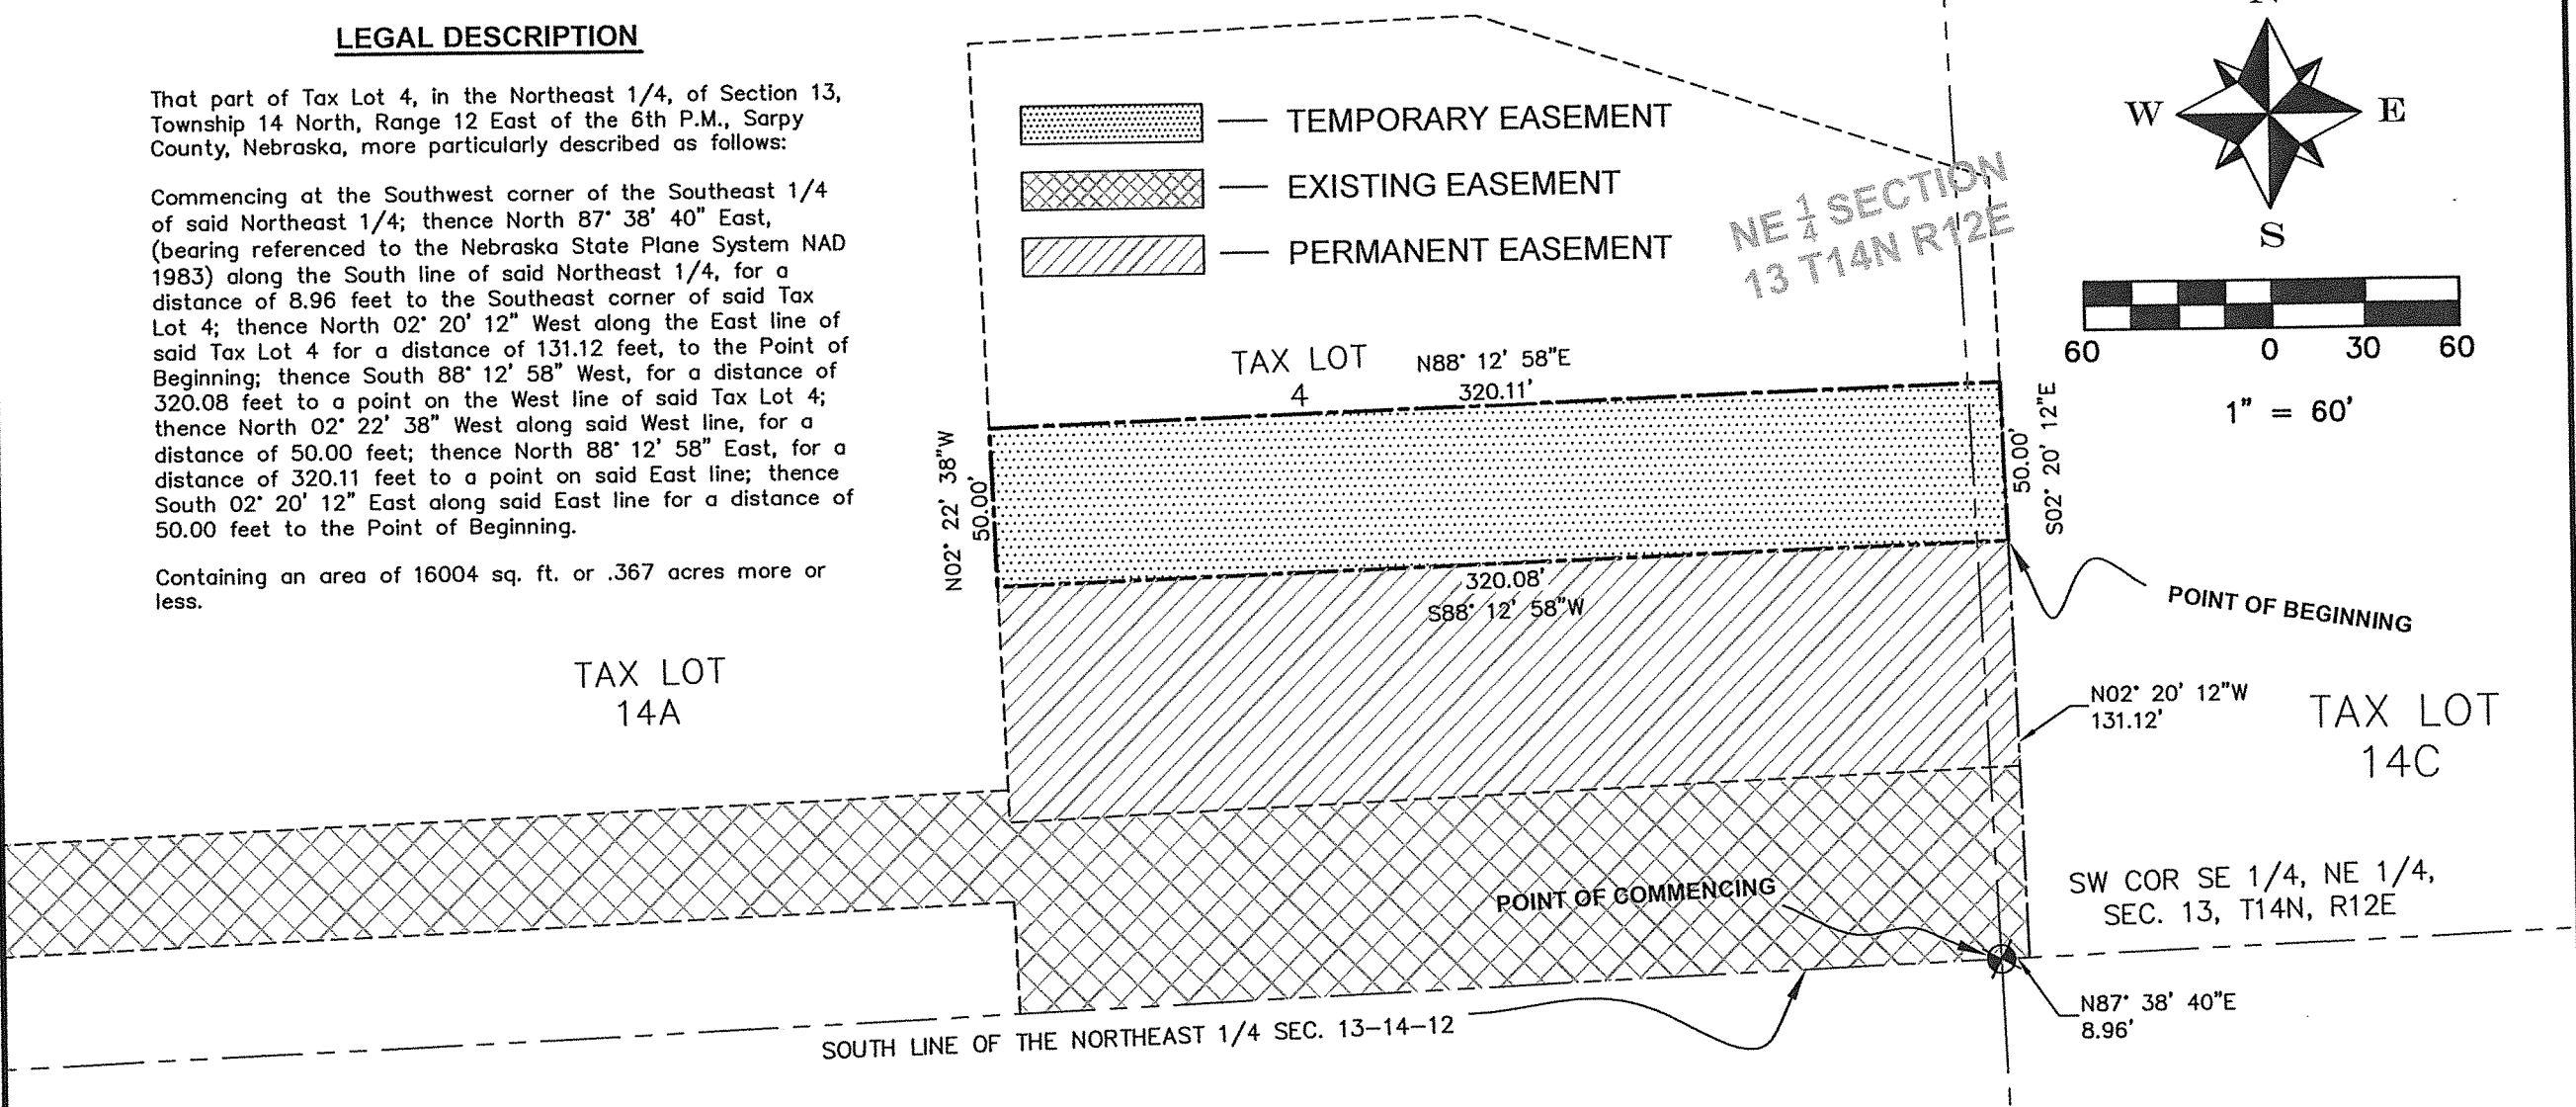 LEGAL DESCRIPTION
That part of Tax Lot 4, in the Northeast 1/4, of Section 13,
Township 14 North, Range 12 East of the 6th P.M., Sarpy
County, Nebraska, more particularly described as follows:
Commencing at the Southwest corner of the Southeast 1/4
of said Northeast 1/4; thence North 87° 38' 40" East,
(bearing referenced to the Nebraska State Plane System NAD
1983) along the South line of said Northeast 1/4, for a
distance of 8.96 feet to the Southeast corner of said Tax
Lot 4; thence North 02° 20' 12" West along the East line of
said Tax Lot 4 for a distance of 131.12 feet, to the Point of
Beginning; thence South 88° 12' 58" West, for a distance of
320.08 feet to a point on the West line of said Tax Lot 4;
thence North 02° 22' 38" West along said West line, for a
distance of 50.00 feet; thence North 88° 12' 58" East, for a
distance of 320.11 feet to a point on said East line; thence
South 02° 20' 12" East along said East line for a distance of
50.00 feet to the Point of Beginning.
Containing an area of 16004 sq. ft. or .367 acres more or
less.
TEMPORARY EASEMENT
EXISTING EASEMENT
PERMANENT EASEMENT
NE 1/4 SECTION
13 T14N R12E
W
E
S
60 0 30 60
1" = 60'
TAX LOT
4
N88° 12' 58"E
320.11'
N02° 22' 38"W
50.00'
50.00'
S02° 20' 12"E
320.08'
S88° 12' 58"W
POINT OF BEGINNING
TAX LOT
14A
N02° 20' 12"W
131.12'
TAX LOT
14C
POINT OF COMMENCING
SW COR SE 1/4, NE 1/4,
SEC. 13, T14N, R12E
N87° 38' 40"E
8.96'
SOUTH LINE OF THE NORTHEAST 1/4 SEC. 13-14-12